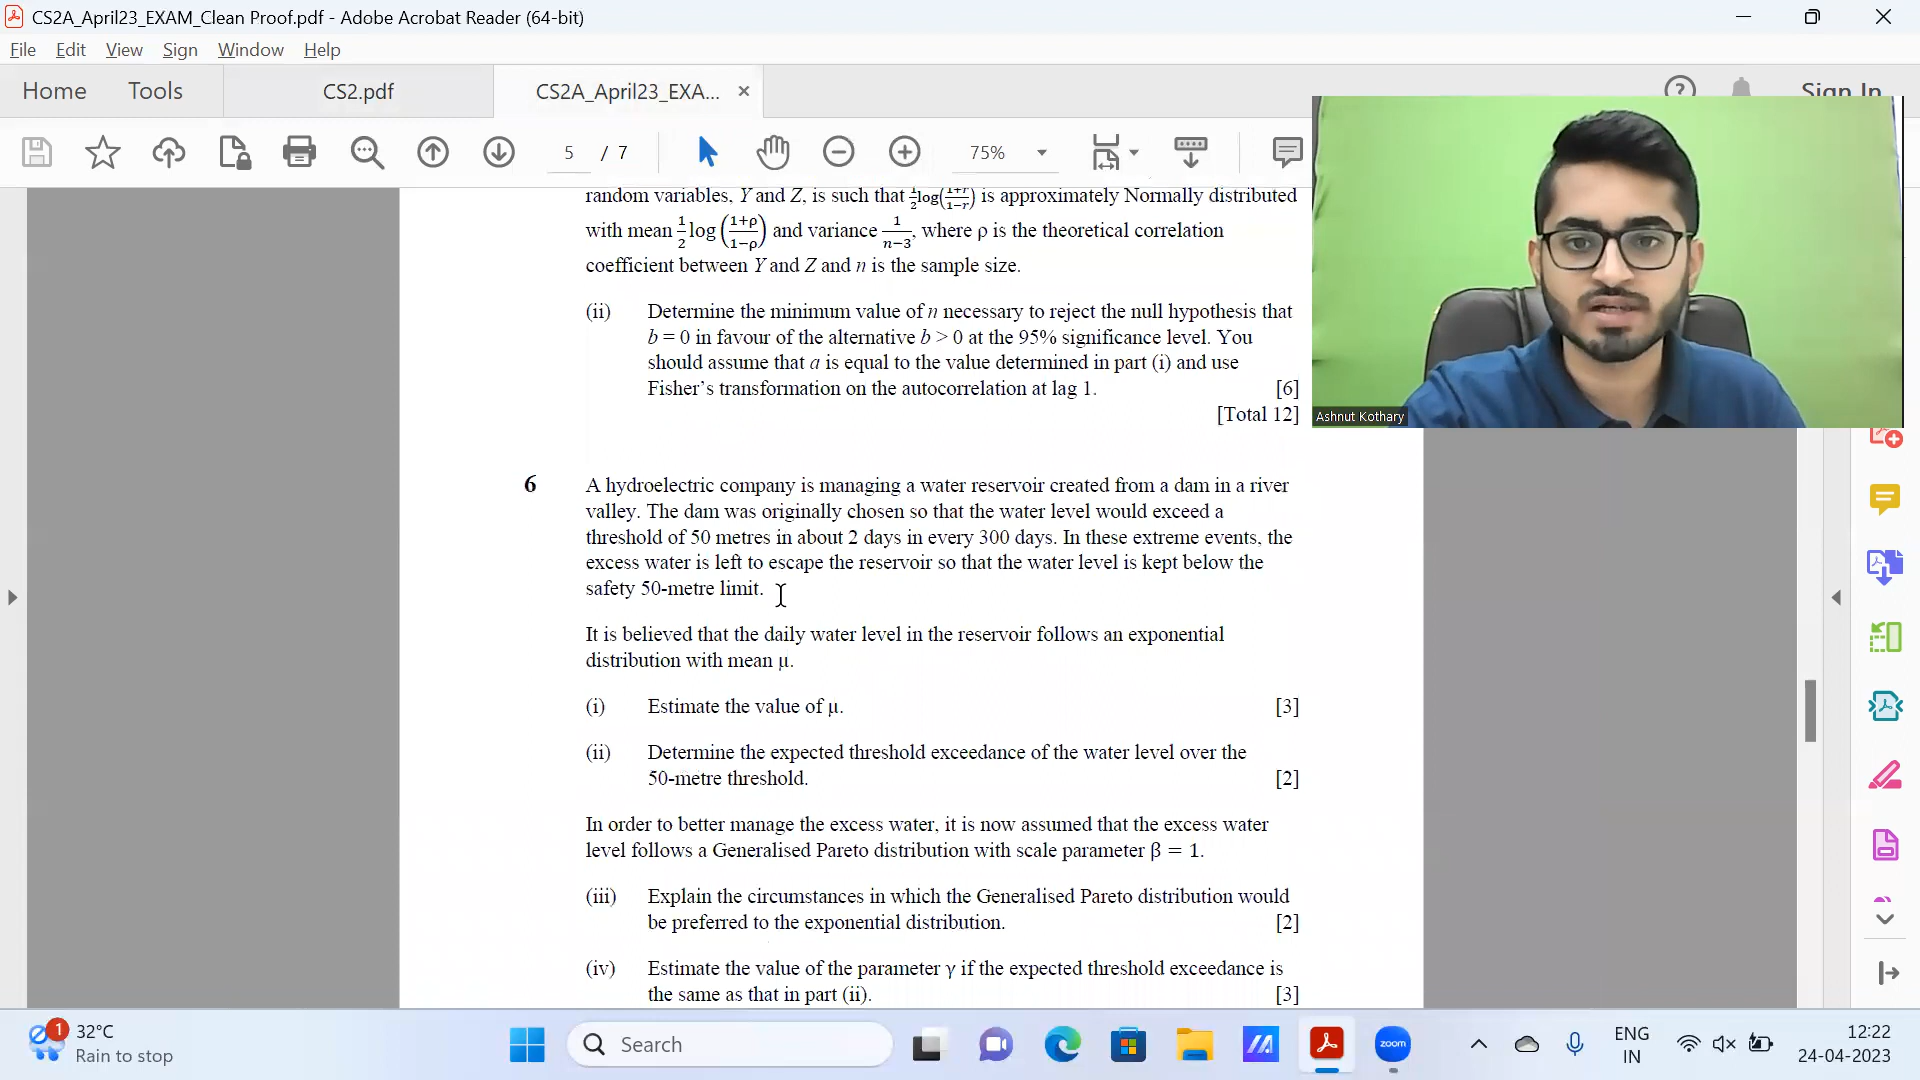 CS2A_April23_EXAM_Clean Proof.pdf - Adobe Acrobat Reader (64-bit)
File Edit View Sign Window Help
Home Tools CS2.pdf CS2A_April23_EXA... × Sign In
5 / 7 75%
random variables, Y and Z, is such that ½log((1+r)/(1−r)) is approximately Normally distributed
with mean ½log((1+ρ)/(1−ρ)) and variance 1/(n−3), where ρ is the theoretical correlation
coefficient between Y and Z and n is the sample size.
(ii) Determine the minimum value of n necessary to reject the null hypothesis that
b = 0 in favour of the alternative b > 0 at the 95% significance level. You
should assume that a is equal to the value determined in part (i) and use
Fisher’s transformation on the autocorrelation at lag 1. [6]
[Total 12]
Ashnut Kothary
6 A hydroelectric company is managing a water reservoir created from a dam in a river
valley. The dam was originally chosen so that the water level would exceed a
threshold of 50 metres in about 2 days in every 300 days. In these extreme events, the
excess water is left to escape the reservoir so that the water level is kept below the
safety 50-metre limit.
It is believed that the daily water level in the reservoir follows an exponential
distribution with mean μ.
(i) Estimate the value of μ. [3]
(ii) Determine the expected threshold exceedance of the water level over the
50-metre threshold. [2]
In order to better manage the excess water, it is now assumed that the excess water
level follows a Generalised Pareto distribution with scale parameter β = 1.
(iii) Explain the circumstances in which the Generalised Pareto distribution would
be preferred to the exponential distribution. [2]
(iv) Estimate the value of the parameter γ if the expected threshold exceedance is
the same as that in part (ii). [3]
1 32°C
Rain to stop
Search
zoom
ENG
IN
12:22
24-04-2023